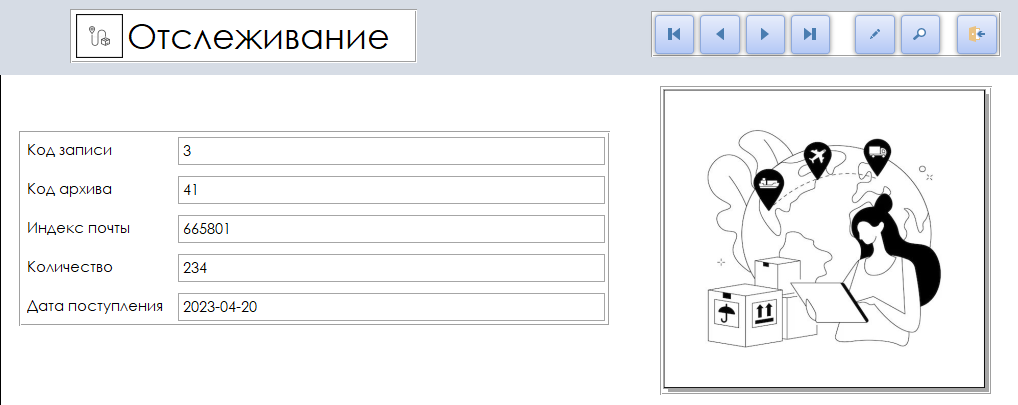 Отслеживание
Код записи 3
Код архива 41
Индекс почты 665801
Количество 234
Дата поступления 2023-04-20